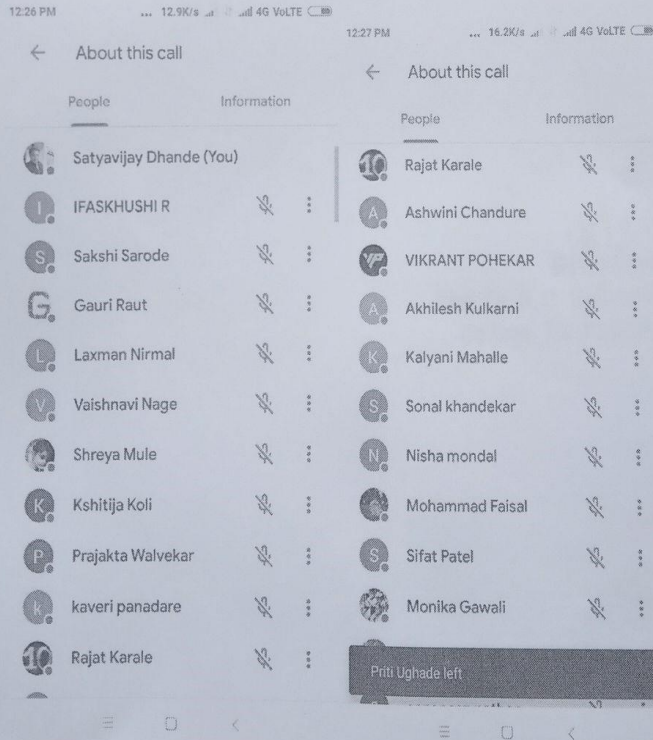 12:26 PM
... 12.9K/s 4G VoLTE
About this call
People
Information
Satyavijay Dhande (You)
I
IFASKHUSHI R
S
Sakshi Sarode
G
Gauri Raut
L
Laxman Nirmal
V
Vaishnavi Nage
Shreya Mule
K
Kshitija Koli
P
Prajakta Walvekar
k
kaveri panadare
10
Rajat Karale
12:27 PM
... 16.2K/s 4G VoLTE
About this call
People
Information
10
Rajat Karale
A
Ashwini Chandure
VP
VIKRANT POHEKAR
A
Akhilesh Kulkarni
K
Kalyani Mahalle
S
Sonal khandekar
N
Nisha mondal
Mohammad Faisal
S
Sifat Patel
Monika Gawali
Priti Ughade left